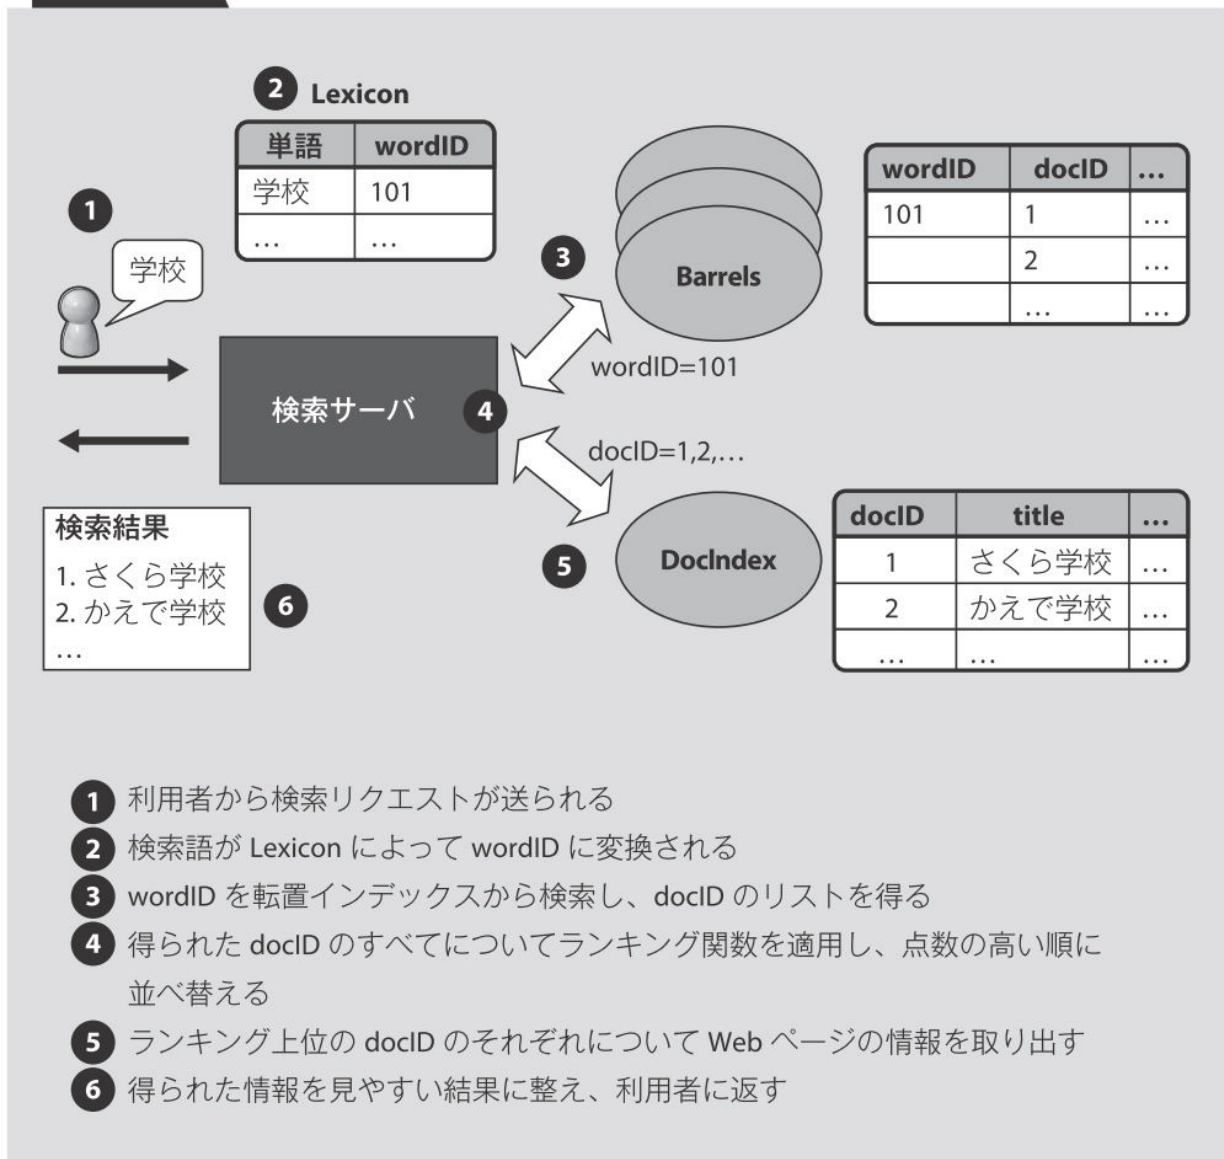 2 Lexicon
単語 wordID
学校 101
… …
1
学校
検索サーバ
4
3
Barrels
wordID=101
wordID docID …
101 1 …
2 …
… …
docID=1,2,…
5
DocIndex
docID title …
1 さくら学校 …
2 かえで学校 …
… … …
検索結果
1. さくら学校
2. かえで学校
…
6
1 利用者から検索リクエストが送られる
2 検索語が Lexicon によって wordID に変換される
3 wordID を転置インデックスから検索し、docID のリストを得る
4 得られた docID のすべてについてランキング関数を適用し、点数の高い順に
並べ替える
5 ランキング上位の docID のそれぞれについて Web ページの情報を取り出す
6 得られた情報を見やすい結果に整え、利用者に返す